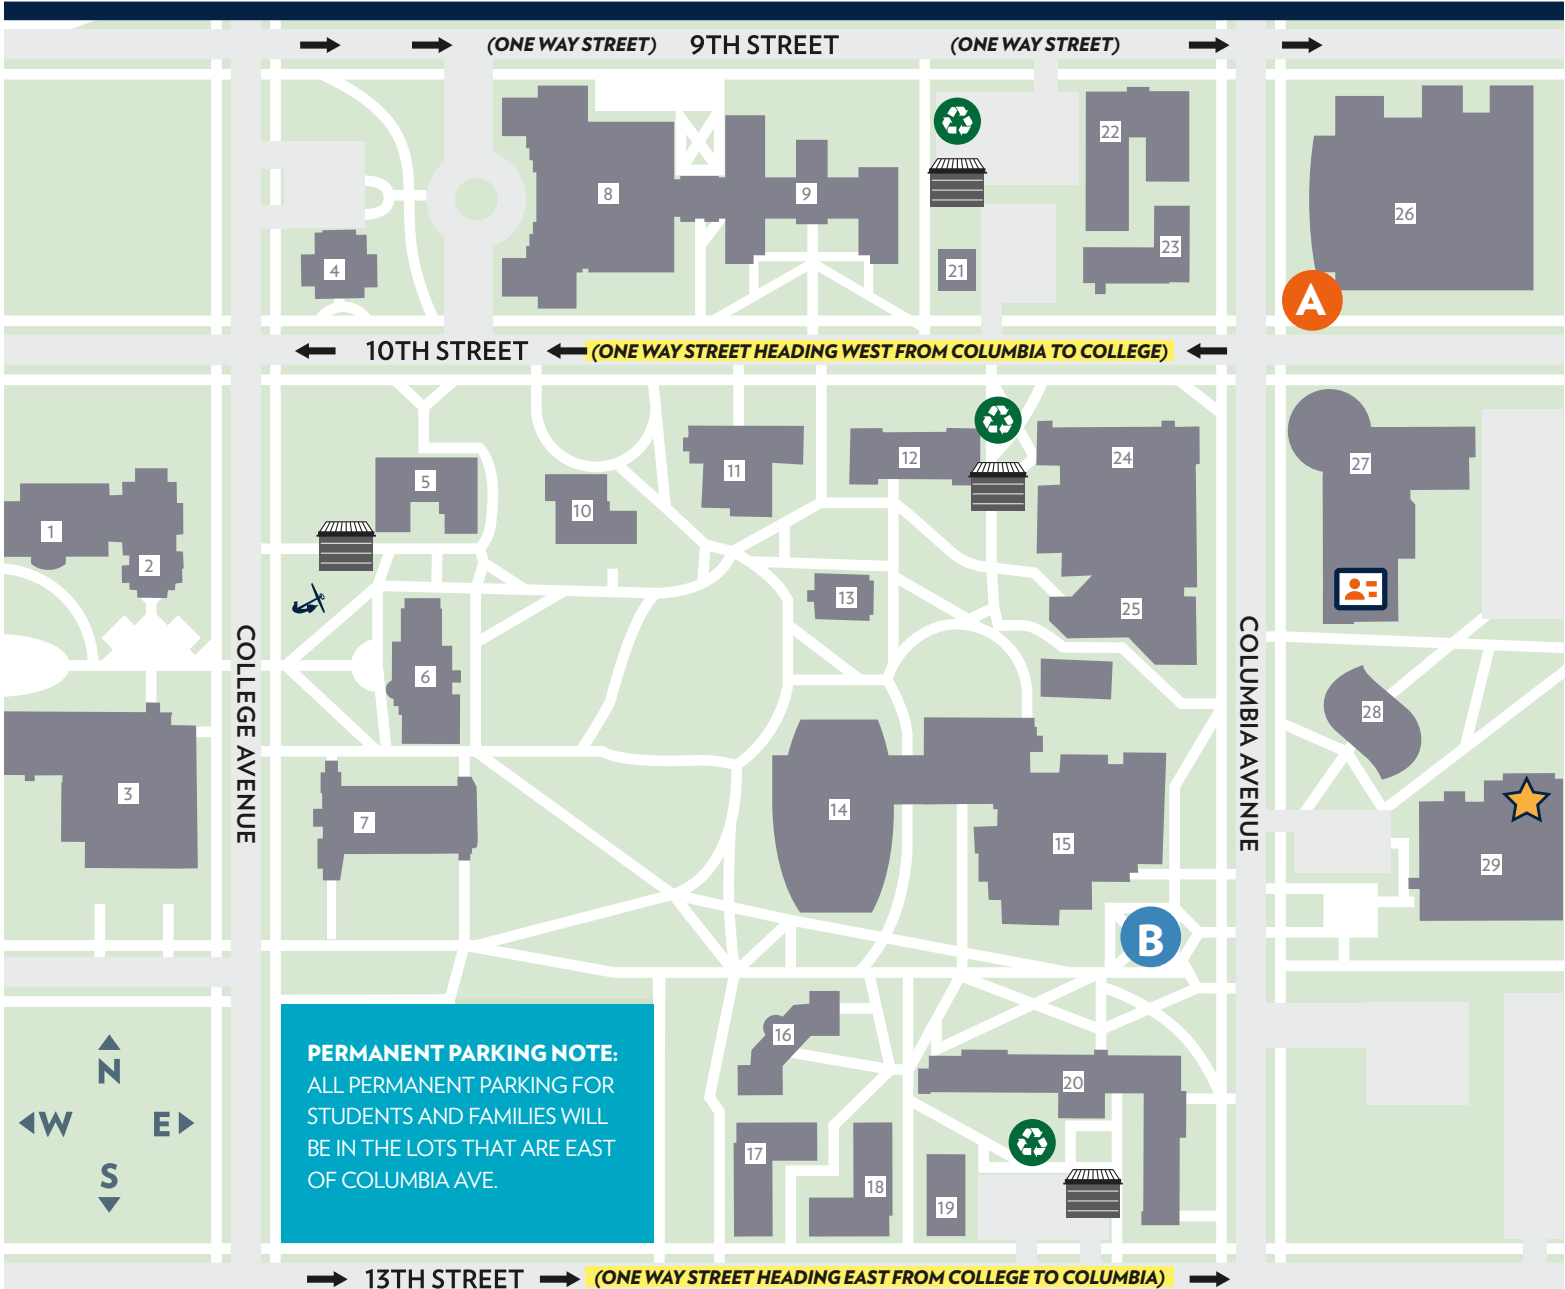 (ONE WAY STREET) 9TH STREET (ONE WAY STREET)
22
8
9
26
23
4
21
A
10TH STREET (ONE WAY STREET HEADING WEST FROM COLUMBIA TO COLLEGE)
12
24
27
11
5
10
1
2
13
25
COLLEGE AVENUE
COLUMBIA AVENUE
6
28
3
14
7
15
29
B
16
PERMANENT PARKING NOTE:
ALL PERMANENT PARKING FOR
STUDENTS AND FAMILIES WILL
BE IN THE LOTS THAT ARE EAST
OF COLUMBIA AVE.
N
W E
S
20
17
18
19
13TH STREET (ONE WAY STREET HEADING EAST FROM COLLEGE TO COLUMBIA)